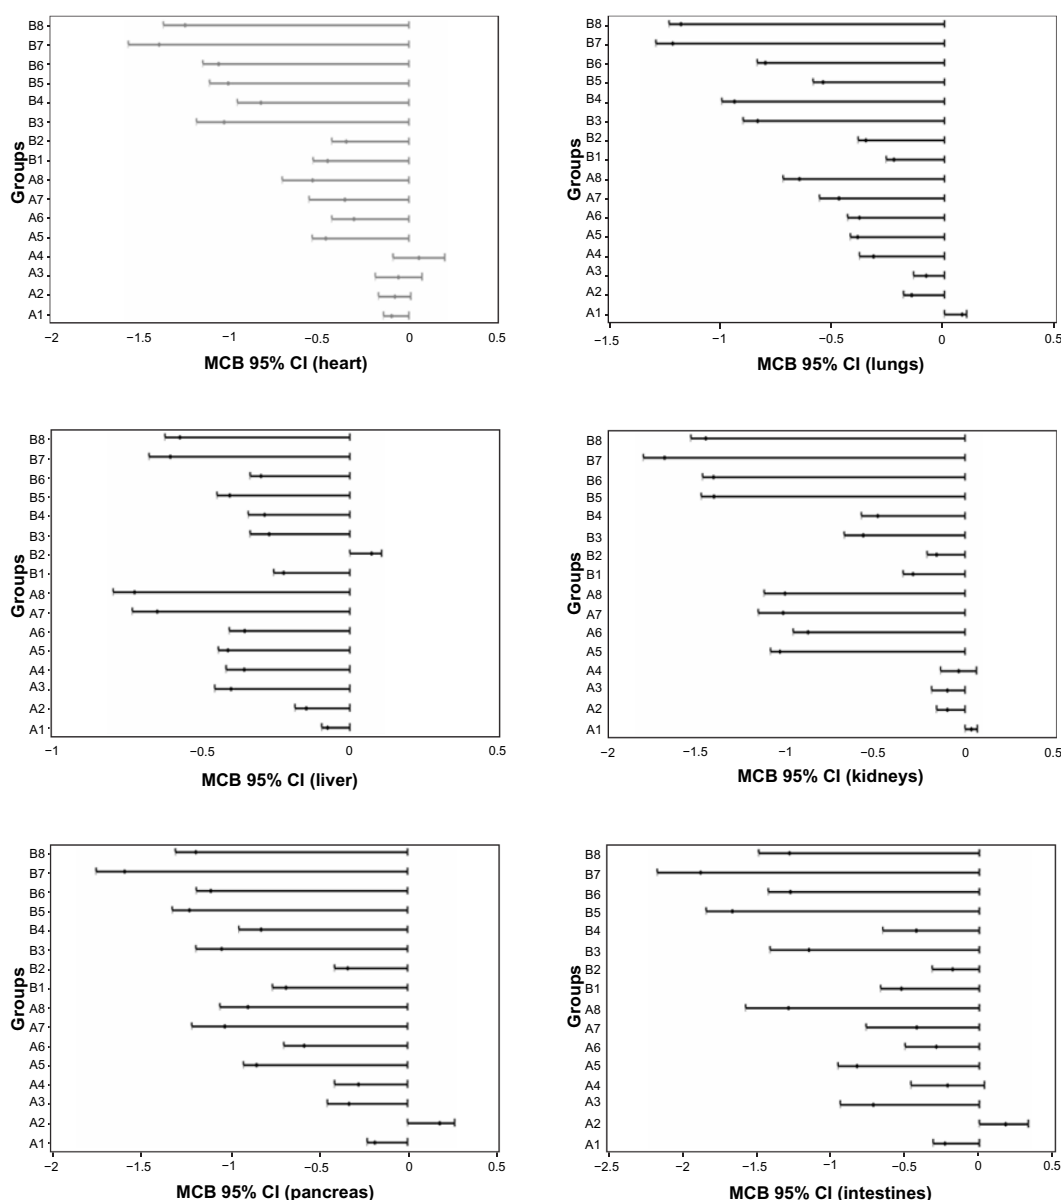 B8
B7
B6
B5
B4
B3
B2
B1
A8
A7
A6
A5
A4
A3
A2
A1
Groups
−2
−1
−0.5
0
0.5
MCB 95% CI (heart)
B8
B7
B6
B5
B4
B3
B2
B1
A8
A7
A6
A5
A4
A3
A2
A1
Groups
−1.5
−1
−0.5
0
0.5
MCB 95% CI (lungs)
B8
B7
B6
B5
B4
B3
B2
B1
A8
A7
A6
A5
A4
A3
A2
A1
Groups
−1
−0.5
0
0.5
MCB 95% CI (liver)
B8
B7
B6
B5
B4
B3
B2
B1
A8
A7
A6
A5
A4
A3
A2
A1
Groups
−2
−1.5
−1
−0.5
0
0.5
MCB 95% CI (kidneys)
B8
B7
B6
B5
B4
B3
B2
B1
A8
A7
A6
A5
A4
A3
A2
A1
Groups
−2
−1.5
−1
−0.5
0
0.5
MCB 95% CI (pancreas)
B8
B7
B6
B5
B4
B3
B2
B1
A8
A7
A6
A5
A4
A3
A2
A1
Groups
−2.5
−2
−1.5
−1
−0.5
0
0.5
MCB 95% CI (intestines)